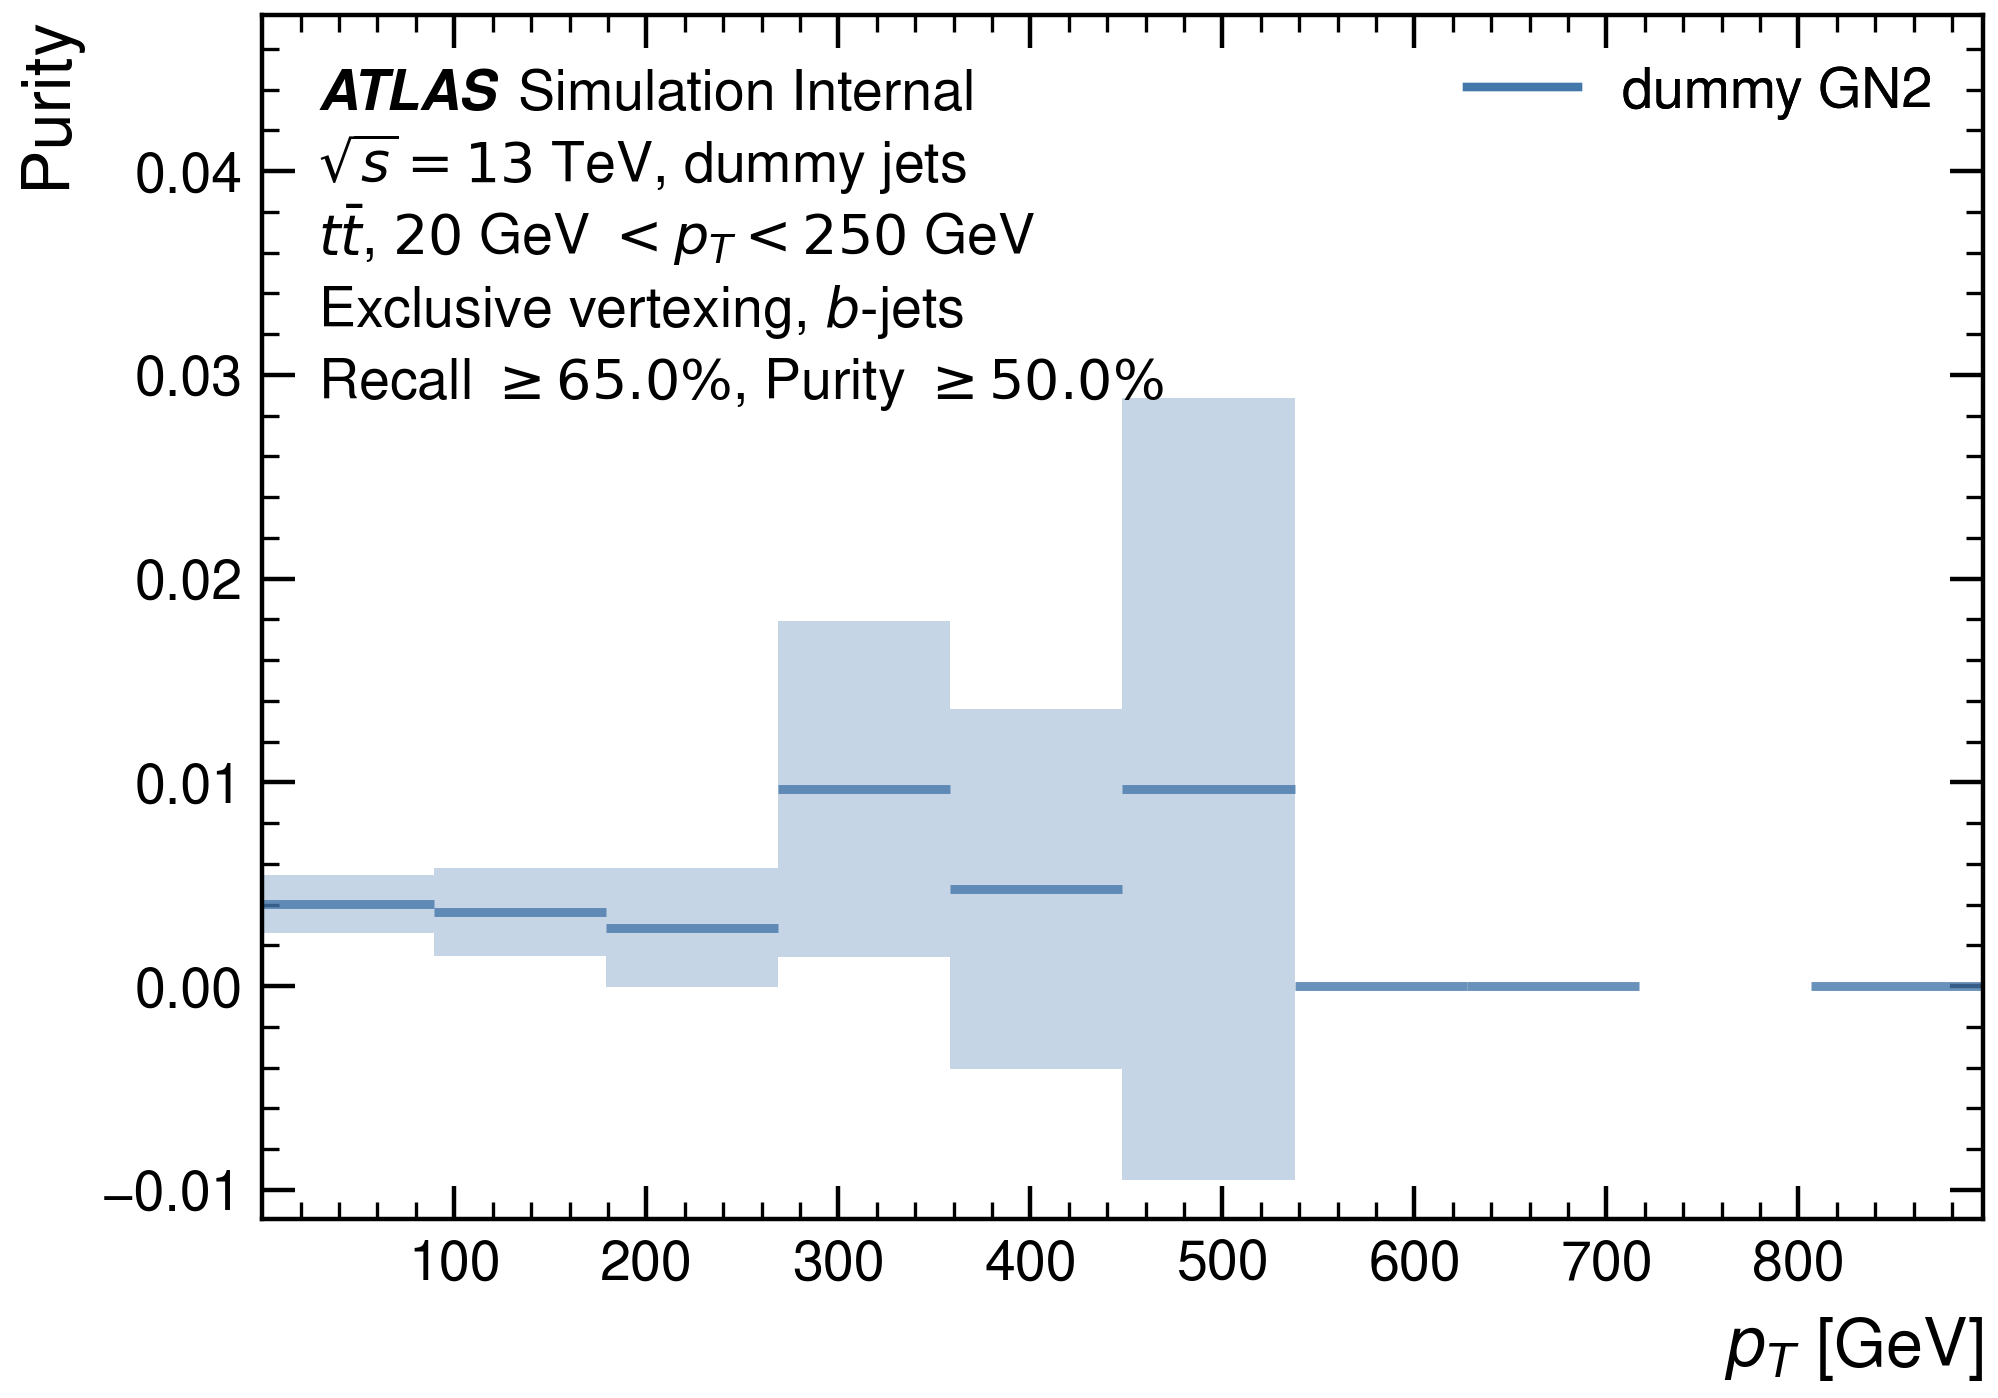 Purity
ATLAS Simulation Internal
√s = 13 TeV, dummy jets
tt̄, 20 GeV < p_T < 250 GeV
Exclusive vertexing, b-jets
Recall ≥ 65.0%, Purity ≥ 50.0%
dummy GN2
0.04
0.03
0.02
0.01
0.00
−0.01
100 200 300 400 500 600 700 800
p_T [GeV]